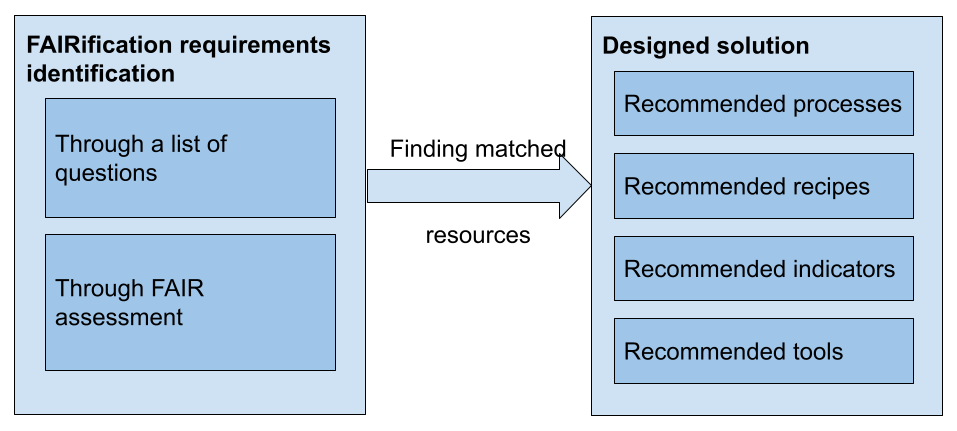 FAIRification requirements
identification
Through a list of
questions
Through FAIR
assessment
Finding matched
resources
Designed solution
Recommended processes
Recommended recipes
Recommended indicators
Recommended tools